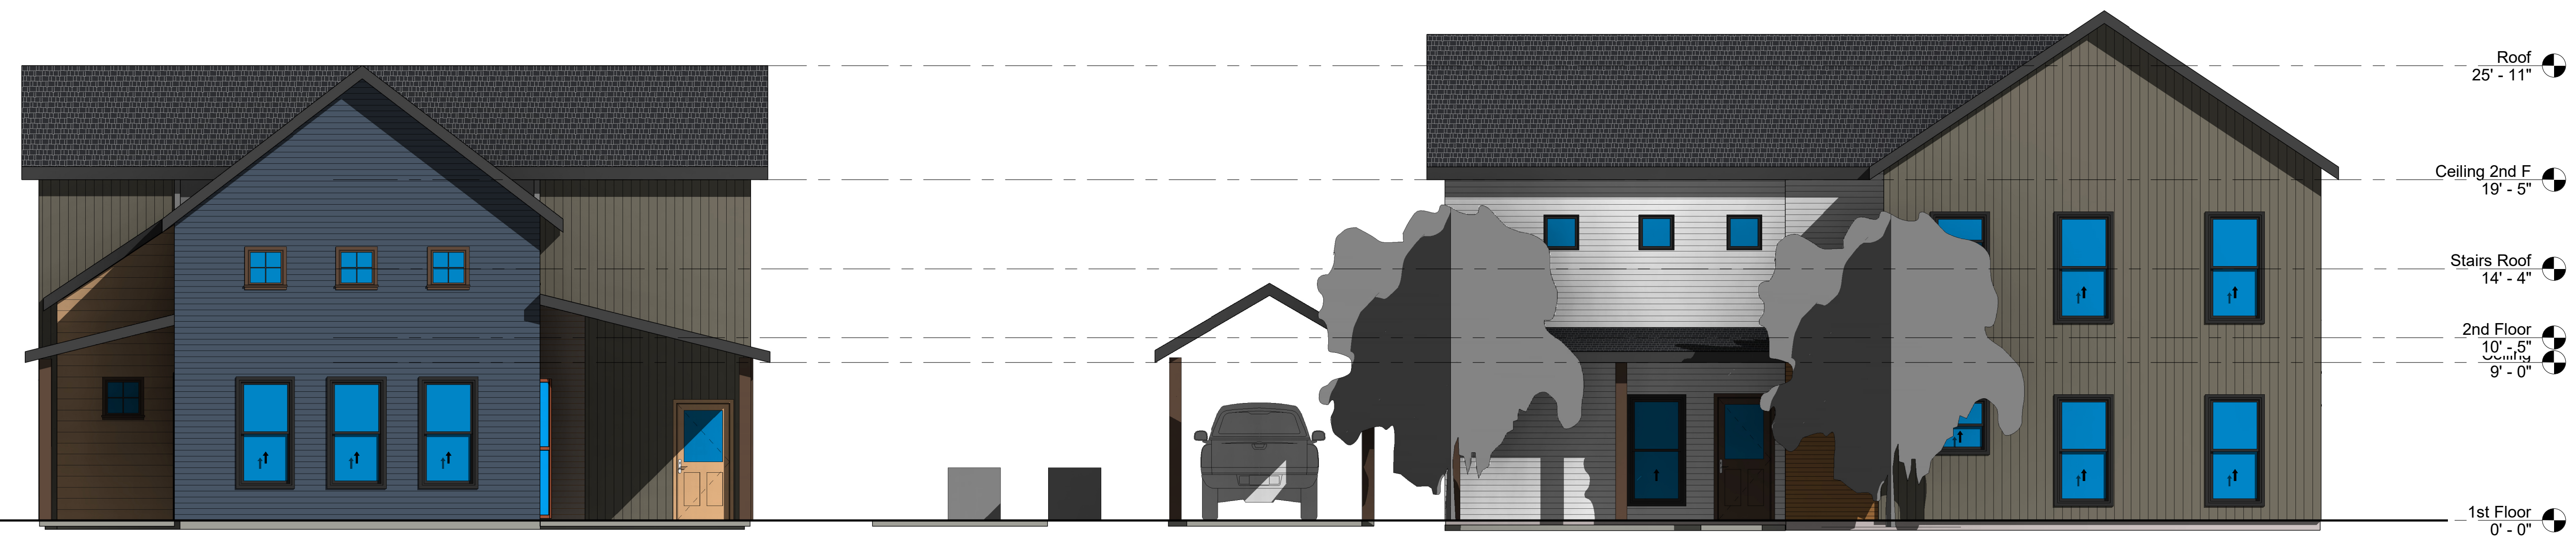 Roof
25' - 11"
Ceiling 2nd F
19' - 5"
Stairs Roof
14' - 4"
2nd Floor
10' - 5"
Ceiling
9' - 0"
1st Floor
0' - 0"